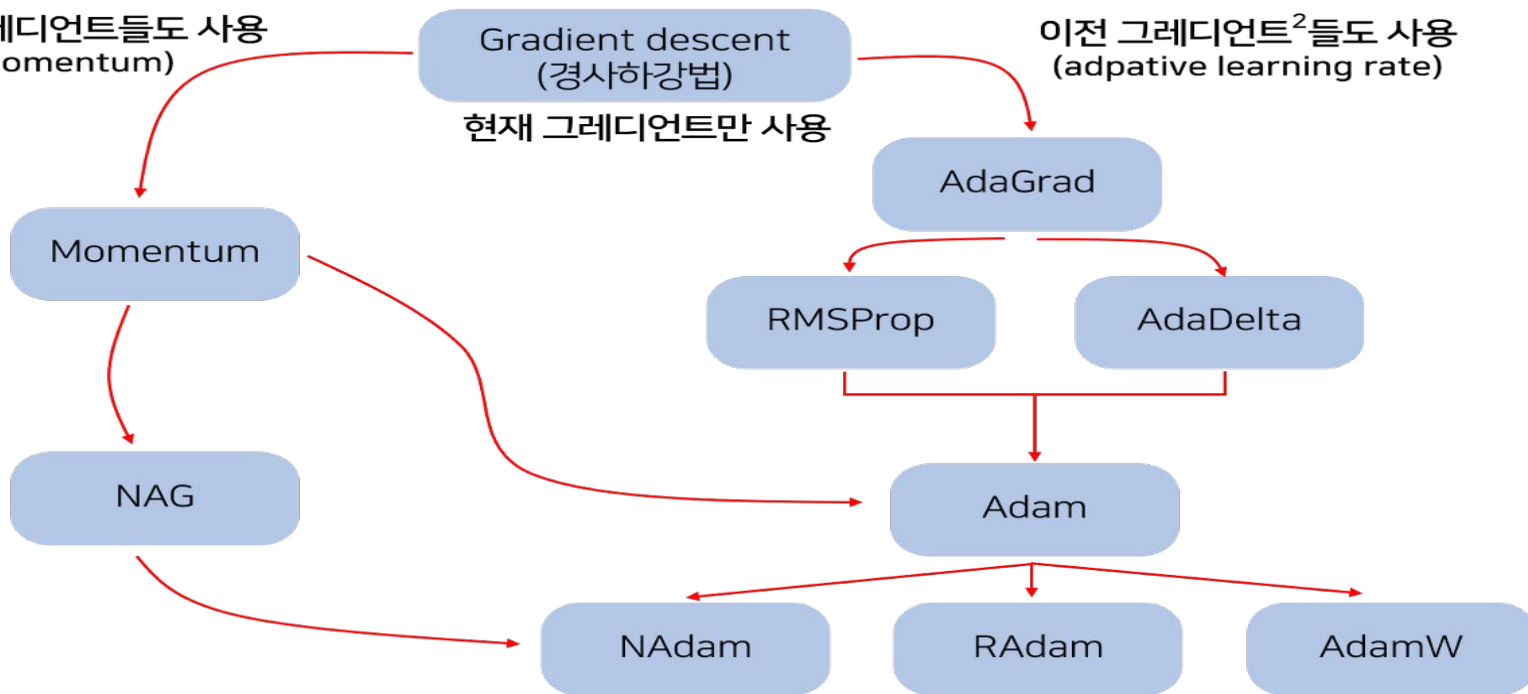 레디언트들도 사용
omentum)
Gradient descent
(경사하강법)
이전 그레디언트²들도 사용
(adpative learning rate)
현재 그레디언트만 사용
AdaGrad
Momentum
RMSProp
AdaDelta
NAG
Adam
NAdam
RAdam
AdamW